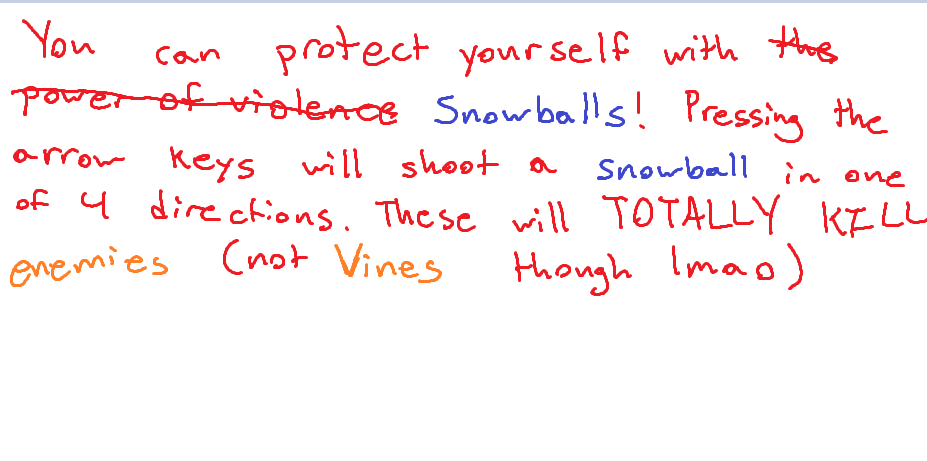 You can protect yourself with the
power of violence Snowballs! Pressing the
arrow keys will shoot a snowball in one
of 4 directions. These will TOTALLY KILL
enemies (not Vines though lmao)